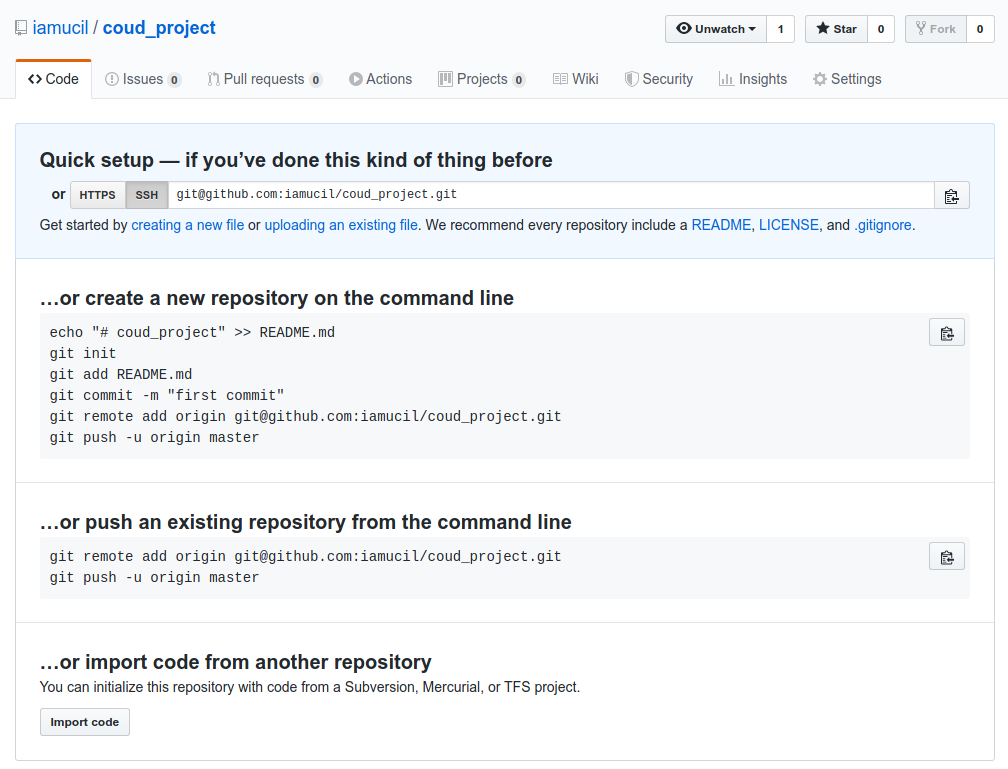 iamucil / coud_project
Unwatch 1 Star 0 Fork 0
Code Issues 0 Pull requests 0 Actions Projects 0 Wiki Security Insights Settings
Quick setup — if you’ve done this kind of thing before
or HTTPS SSH git@github.com:iamucil/coud_project.git
Get started by creating a new file or uploading an existing file. We recommend every repository include a README, LICENSE, and .gitignore.
…or create a new repository on the command line
echo "# coud_project" >> README.md
git init
git add README.md
git commit -m "first commit"
git remote add origin git@github.com:iamucil/coud_project.git
git push -u origin master
…or push an existing repository from the command line
git remote add origin git@github.com:iamucil/coud_project.git
git push -u origin master
…or import code from another repository
You can initialize this repository with code from a Subversion, Mercurial, or TFS project.
Import code